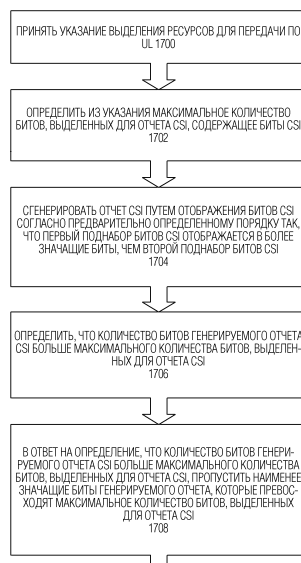 ПРИНЯТЬ УКАЗАНИЕ ВЫДЕЛЕНИЯ РЕСУРСОВ ДЛЯ ПЕРЕДАЧИ ПО
UL 1700
ОПРЕДЕЛИТЬ ИЗ УКАЗАНИЯ МАКСИМАЛЬНОЕ КОЛИЧЕСТВО
БИТОВ, ВЫДЕЛЕННЫХ ДЛЯ ОТЧЕТА CSI, СОДЕРЖАЩЕЕ БИТЫ CSI
1702
СГЕНЕРИРОВАТЬ ОТЧЕТ CSI ПУТЕМ ОТОБРАЖЕНИЯ БИТОВ CSI
СОГЛАСНО ПРЕДВАРИТЕЛЬНО ОПРЕДЕЛЕННОМУ ПОРЯДКУ ТАК,
ЧТО ПЕРВЫЙ ПОДНАБОР БИТОВ CSI ОТОБРАЖАЕТСЯ В БОЛЕЕ
ЗНАЧАЩИЕ БИТЫ, ЧЕМ ВТОРОЙ ПОДНАБОР БИТОВ CSI
1704
ОПРЕДЕЛИТЬ, ЧТО КОЛИЧЕСТВО БИТОВ ГЕНЕРИРУЕМОГО ОТЧЕТА
CSI БОЛЬШЕ МАКСИМАЛЬНОГО КОЛИЧЕСТВА БИТОВ, ВЫДЕЛЕН-
НЫХ ДЛЯ ОТЧЕТА CSI
1706
В ОТВЕТ НА ОПРЕДЕЛЕНИЕ, ЧТО КОЛИЧЕСТВО БИТОВ ГЕНЕРИ-
РУЕМОГО ОТЧЕТА CSI БОЛЬШЕ МАКСИМАЛЬНОГО КОЛИЧЕСТВА
БИТОВ, ВЫДЕЛЕННЫХ ДЛЯ ОТЧЕТА CSI, ПРОПУСТИТЬ НАИМЕНЕЕ
ЗНАЧАЩИЕ БИТЫ ГЕНЕРИРУЕМОГО ОТЧЕТА, КОТОРЫЕ ПРЕВОС-
ХОДЯТ МАКСИМАЛЬНОЕ КОЛИЧЕСТВО БИТОВ, ВЫДЕЛЕННЫХ
ДЛЯ ОТЧЕТА CSI
1708